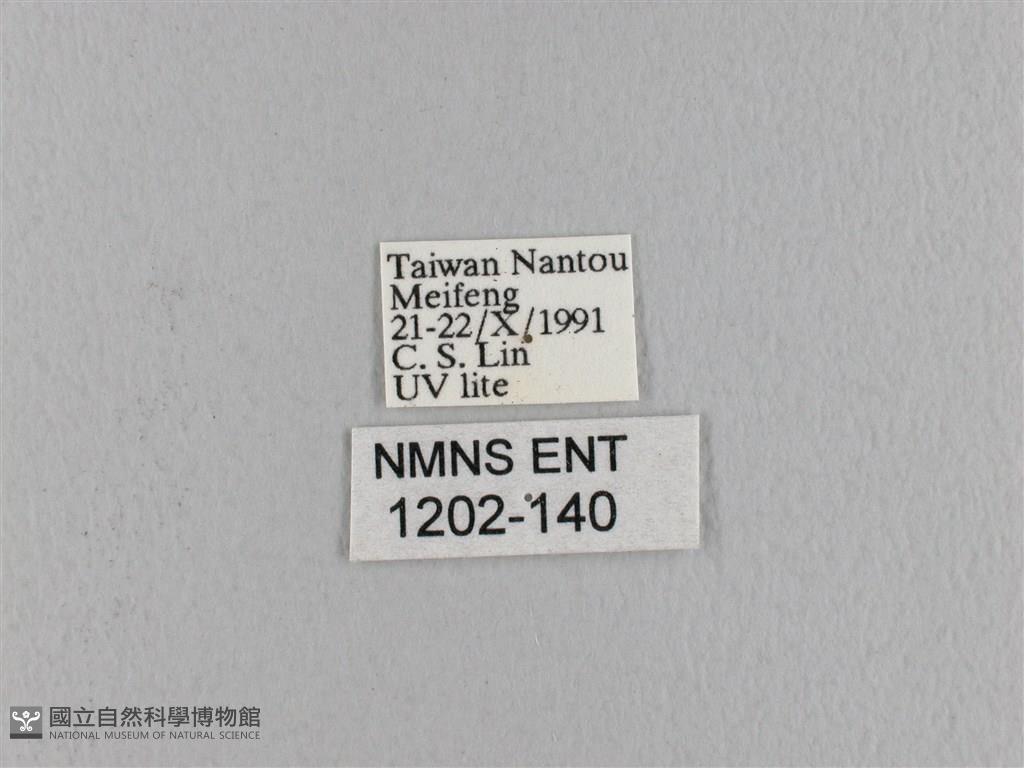 Taiwan Nantou
Meifeng
21-22/X/1991
C. S. Lin
UV lite
NMNS ENT
1202-140
國立自然科學博物館
NATIONAL MUSEUM OF NATURAL SCIENCE